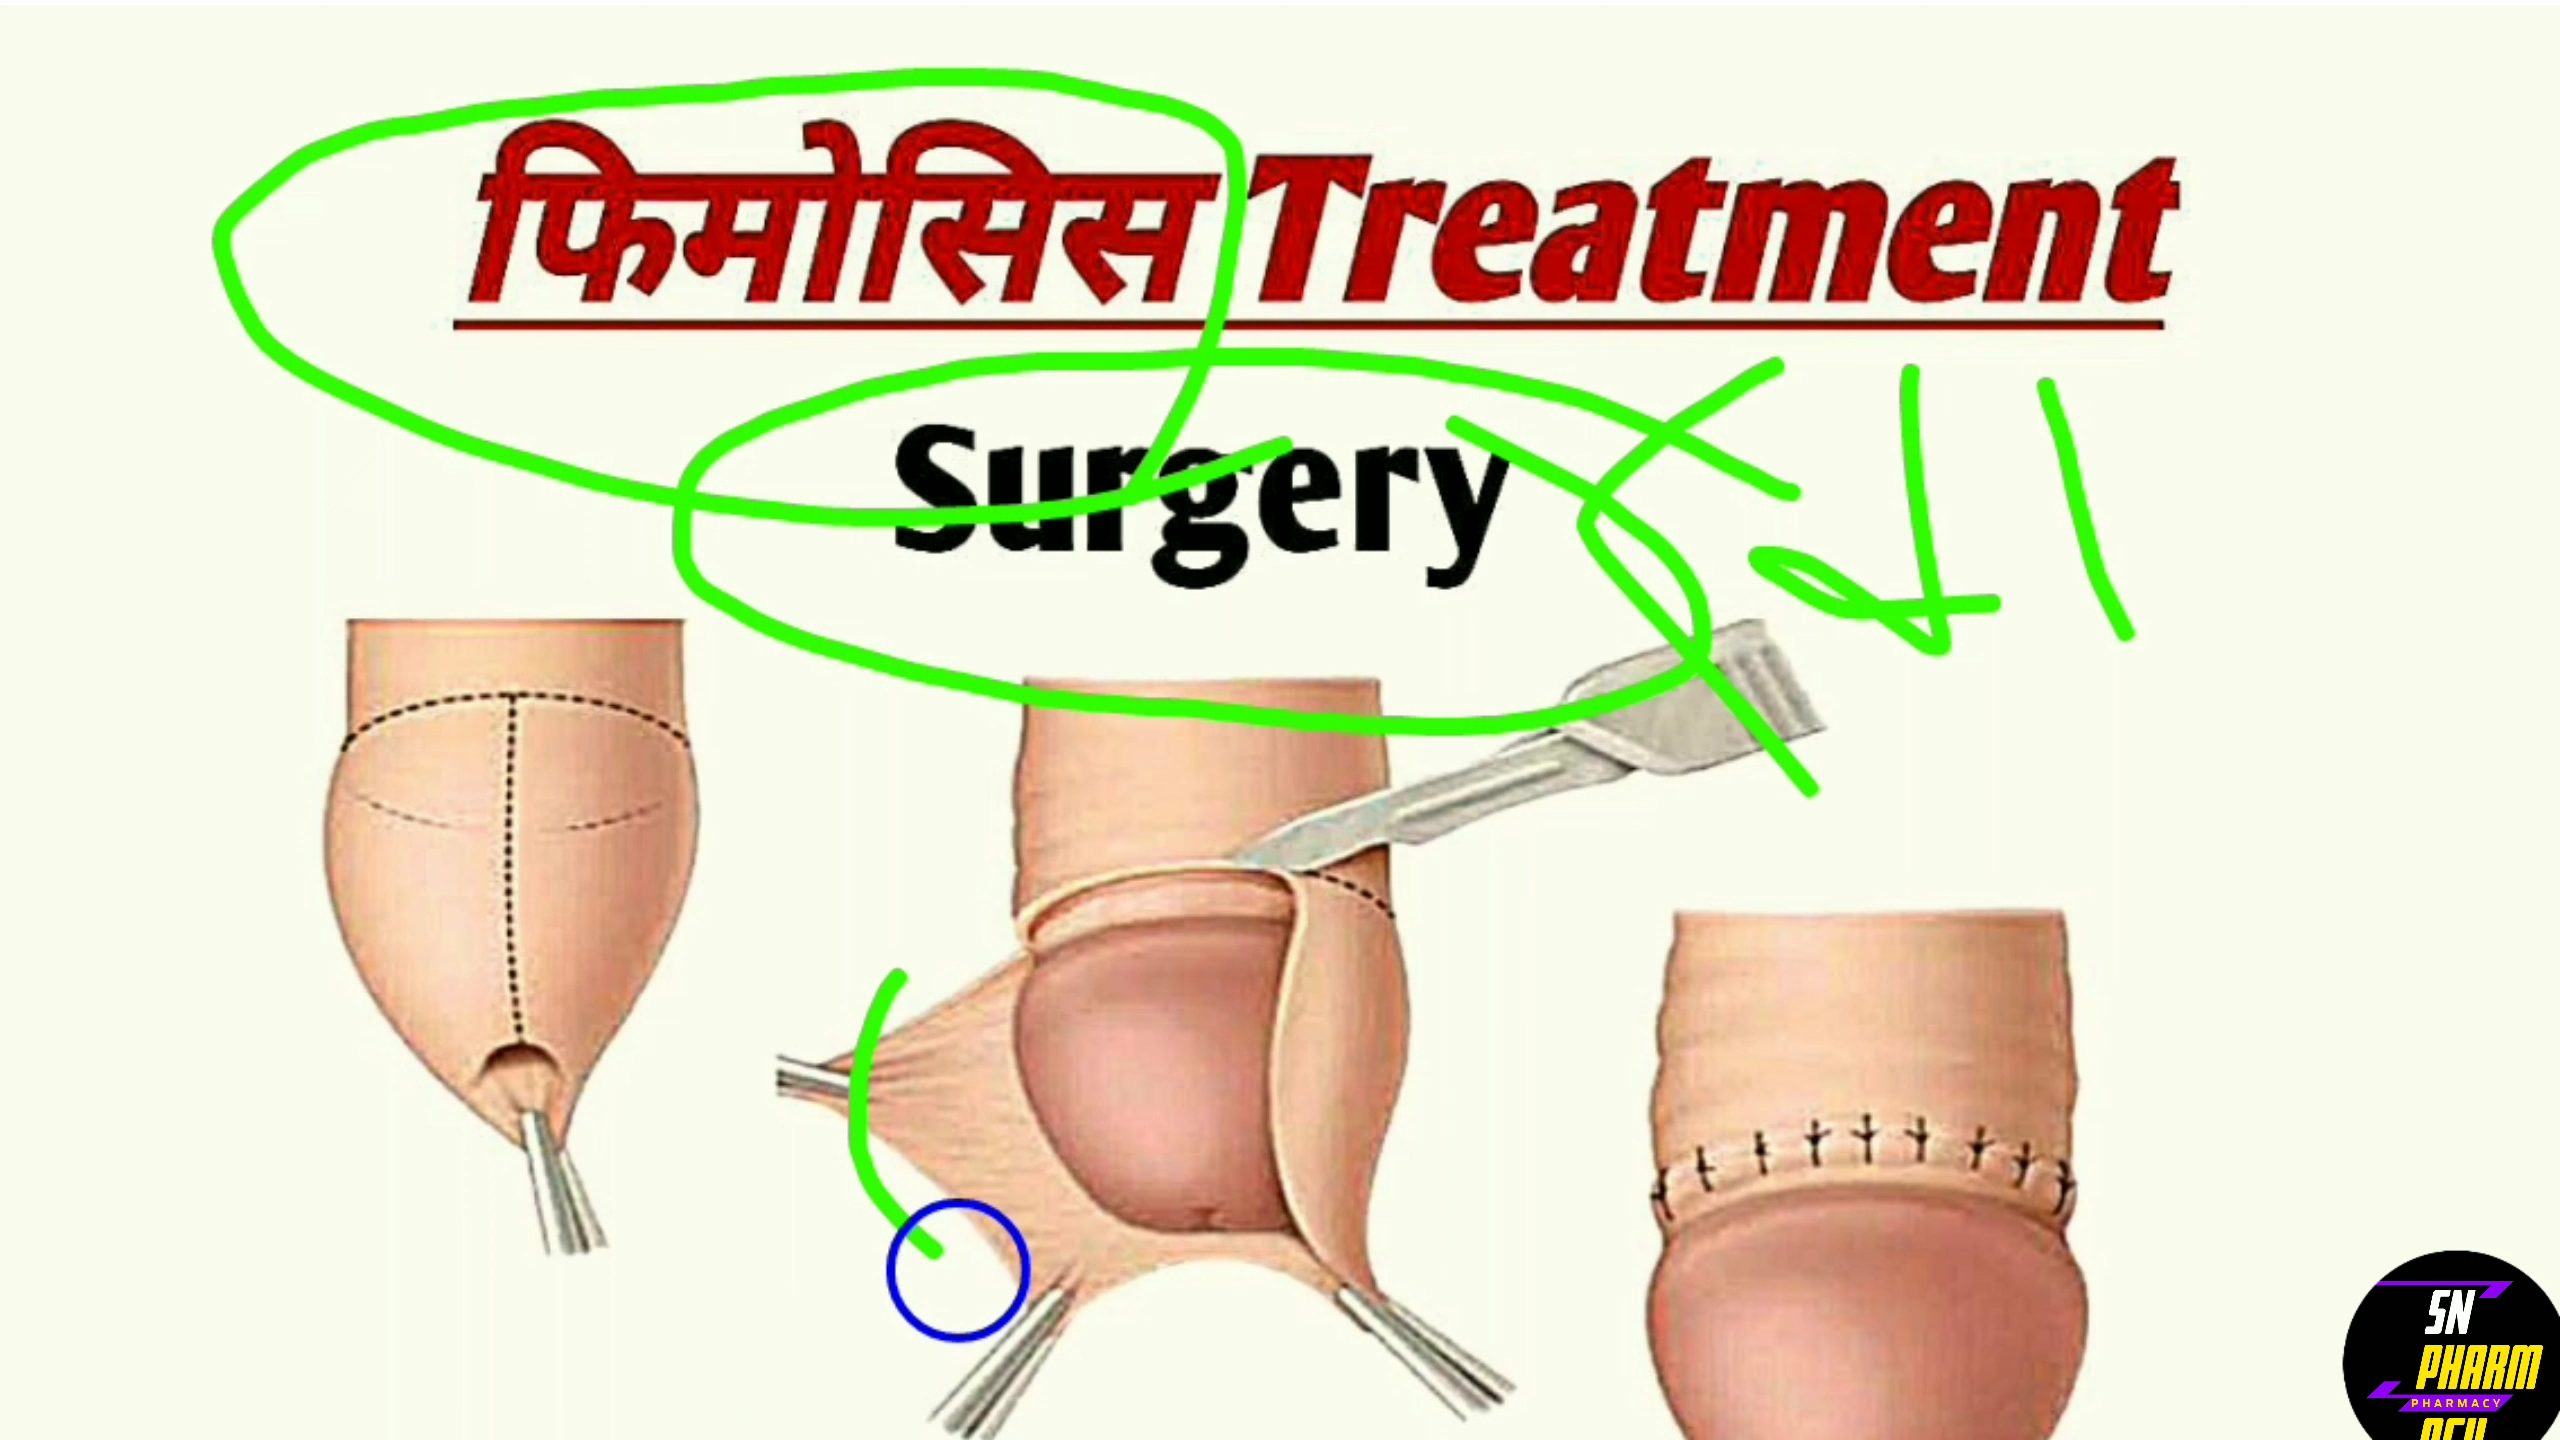 फिमोसिस Treatment
Surgery
SN
PHARM
PHARMACY